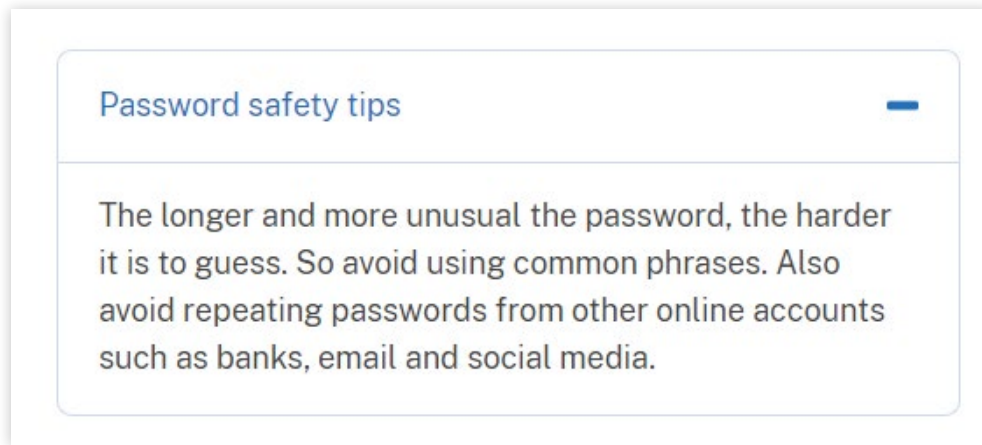 Password safety tips
The longer and more unusual the password, the harder
it is to guess. So avoid using common phrases. Also
avoid repeating passwords from other online accounts
such as banks, email and social media.